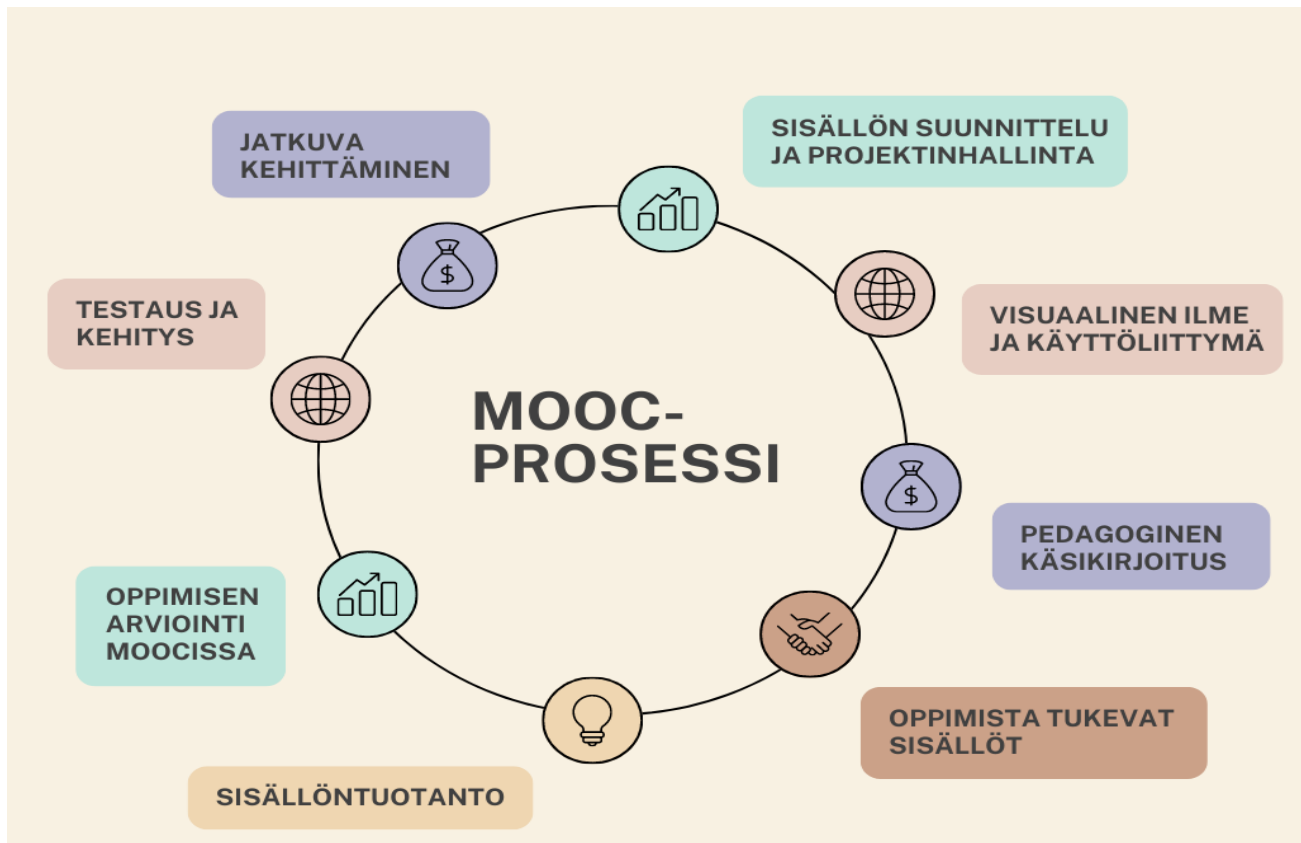 MOOC-
PROSESSI
SISÄLLÖN SUUNNITTELU
JA PROJEKTINHALLINTA
VISUAALINEN ILME
JA KÄYTTÖLIITTYMÄ
PEDAGOGINEN
KÄSIKIRJOITUS
OPPIMISTA TUKEVAT
SISÄLLÖT
SISÄLLÖNTUOTANTO
OPPIMISEN
ARVIOINTI
MOOCISSA
TESTAUS JA
KEHITYS
JATKUVA
KEHITTÄMINEN
$
$